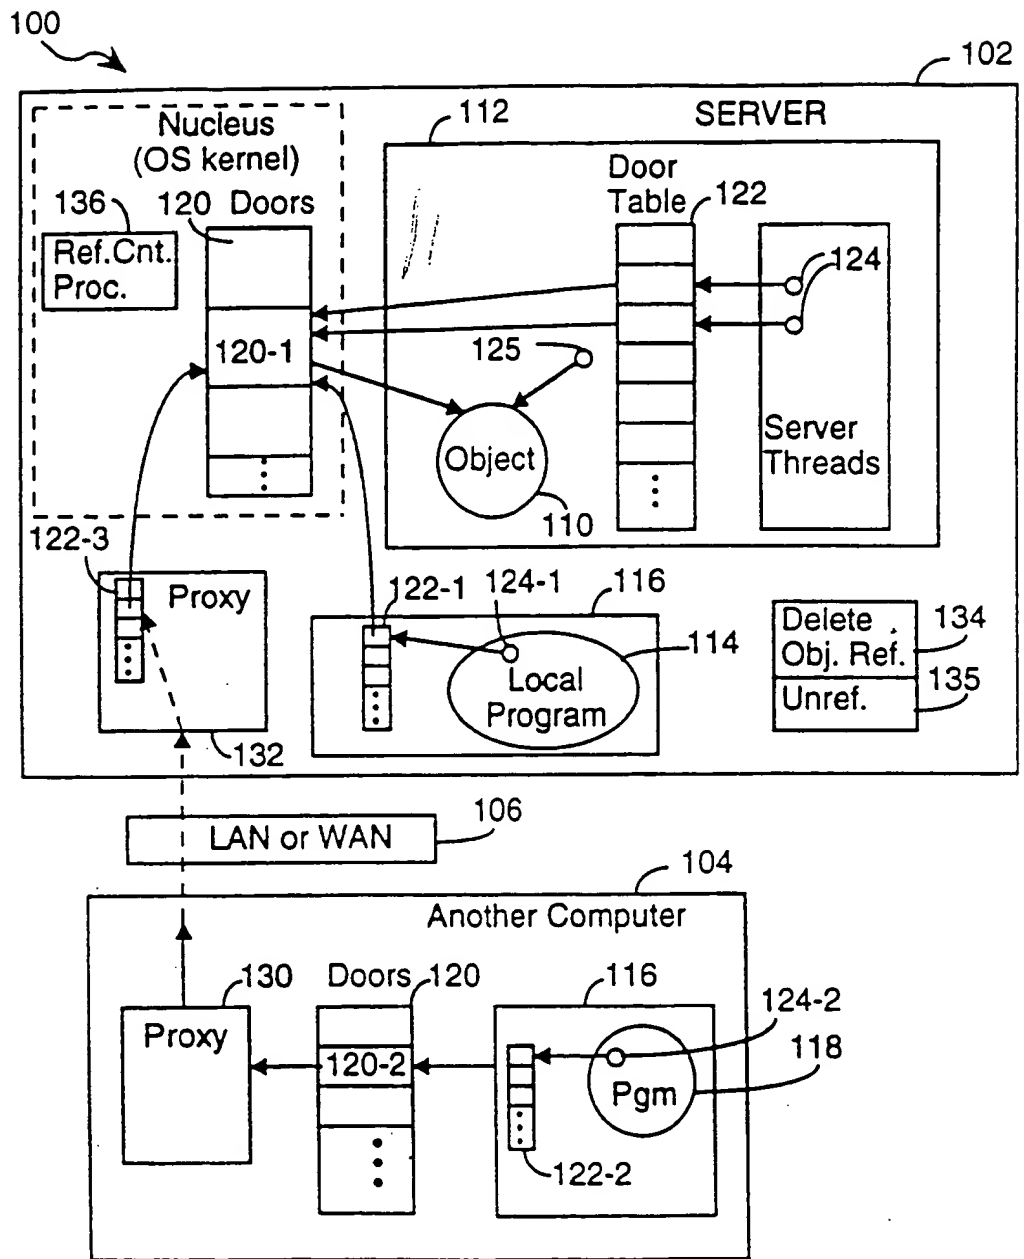 100
102
Nucleus
(OS kernel)
112
SERVER
136
120 Doors
Door
Table
122
Ref.Cnt.
Proc.
124
120-1
125
Object
Server
Threads
110
122-3
Proxy
122-1
124-1
116
114
Local
Program
Delete
Obj. Ref.
134
Unref.
135
132
LAN or WAN
106
104
Another Computer
130
Doors
120
116
124-2
Proxy
120-2
118
Pgm
122-2